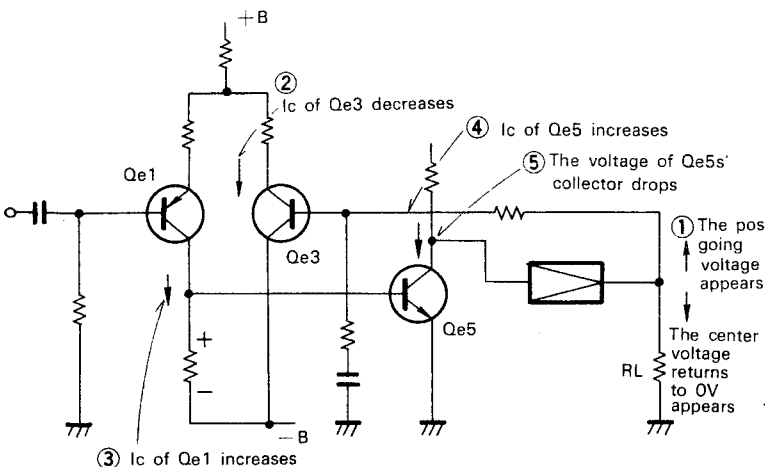 +B
② Ic of Qe3 decreases
④ Ic of Qe5 increases
⑤ The voltage of Qe5s'
collector drops
Qe1
Qe3
① The pos
going
voltage
appears
+
−
Qe5
RL
The center
voltage
returns
to 0V
appears
−B
③ Ic of Qe1 increases